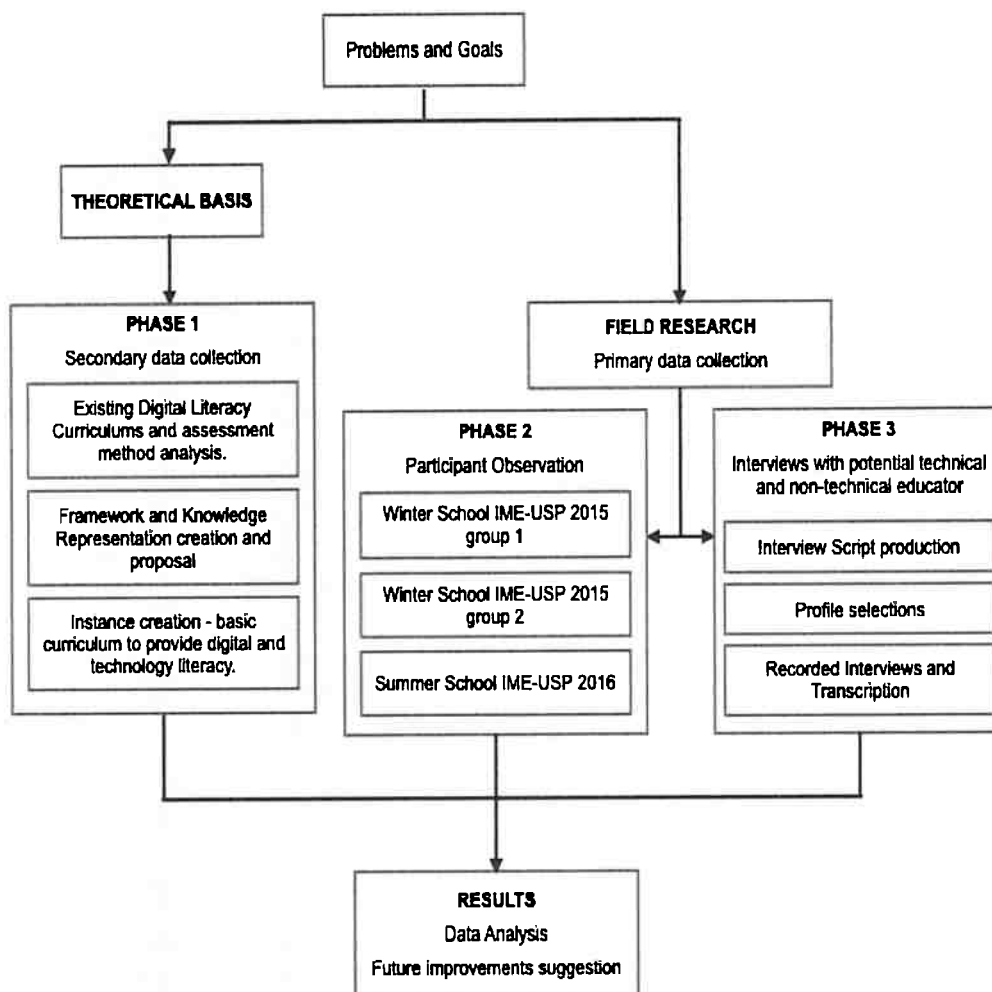 Problems and Goals
THEORETICAL BASIS
PHASE 1
Secondary data collection
Existing Digital Literacy
Curriculums and assessment
method analysis.
Framework and Knowledge
Representation creation and
proposal
Instance creation - basic
curriculum to provide digital and
technology literacy.
FIELD RESEARCH
Primary data collection
PHASE 2
Participant Observation
Winter School IME-USP 2015
group 1
Winter School IME-USP 2015
group 2
Summer School IME-USP 2016
PHASE 3
Interviews with potential technical
and non-technical educator
Interview Script production
Profile selections
Recorded Interviews and
Transcription
RESULTS
Data Analysis
Future improvements suggestion